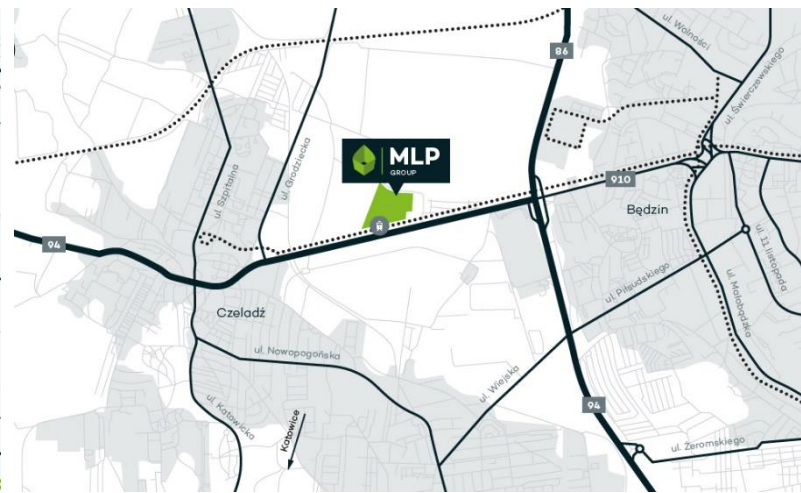 ul. Wolności
86
ul. Świerczewskiego
MLP
GROUP
ul. Szpitalna
ul. Grodziecka
910
Będzin
94
ul. 11 listopada
ul. Piłsudskiego
ul. Małobądzka
Czeladź
ul. Nowopogońska
ul. Wiejska
ul. Katowicka
94
Katowice
ul. Żeromskiego